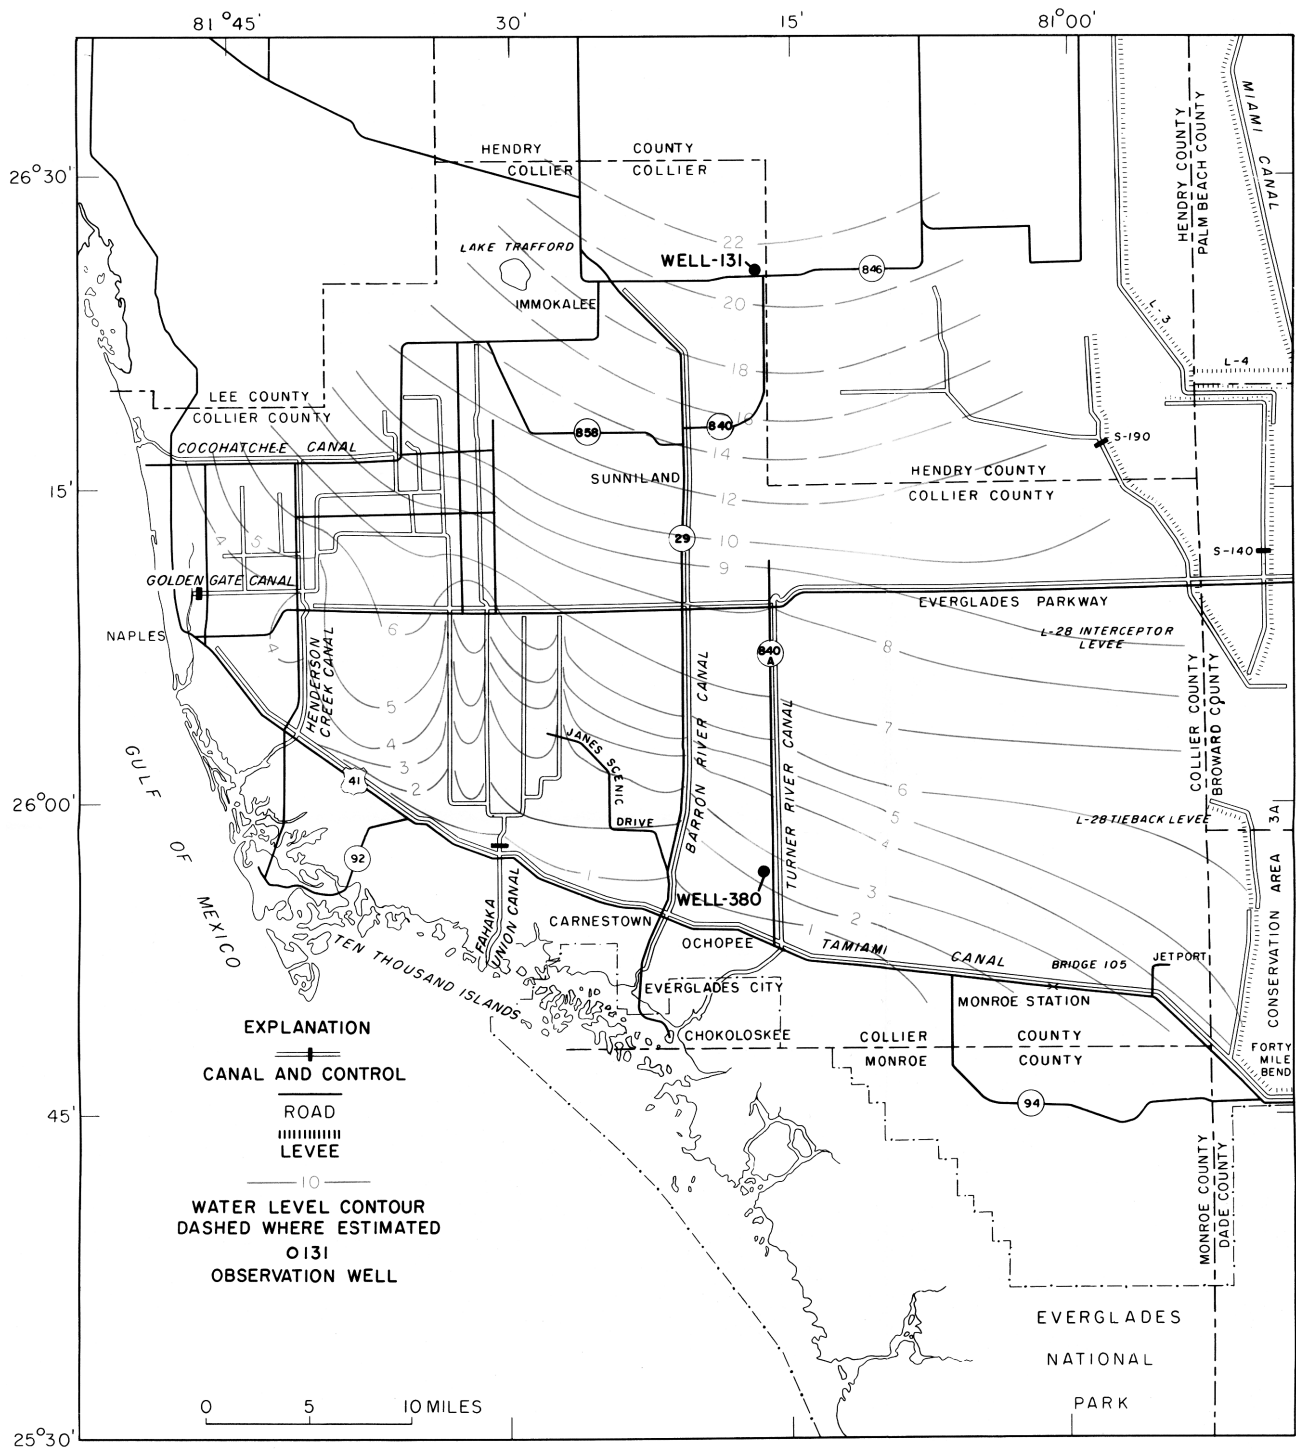 81°45'
30'
15'
81°00'
26°30'
HENDRY COUNTY
COLLIER COLLIER
HENDRY COUNTY
PALM BEACH COUNTY
MIAMI CANAL
22
LAKE TRAFFORD
WELL-131
846
IMMOKALEE
20
L-3
18
L-4
LEE COUNTY
COLLIER COUNTY
16
840
858
COCOHATCHEE CANAL
14
S-190
SUNNILAND
HENDRY COUNTY
COLLIER COUNTY
15'
12
29
10
4
5
S-140
9
GOLDEN GATE CANAL
EVERGLADES PARKWAY
NAPLES
6
4
HENDERSON
CREEK CANAL
8
L-28 INTERCEPTOR
LEVEE
840
A
BARRON RIVER CANAL
TURNER RIVER CANAL
COLLIER COUNTY
BROWARD COUNTY
5
7
4
JANES SCENIC
DRIVE
GULF
OF
MEXICO
3
41
2
6
26°00'
5
L-28 TIEBACK LEVEE
4
CONSERVATION AREA 3A
92
1
3
WELL-380
2
FAHAKA
UNION CANAL
CARNESTOWN
1
OCHOPEE
TAMIAMI
CANAL
BRIDGE 105
JETPORT
TEN THOUSAND ISLANDS
EVERGLADES CITY
MONROE STATION
CHOKOLOSKEE
COLLIER COUNTY
MONROE COUNTY
FORTY
MILE
BEND
94
45'
MONROE COUNTY
DADE COUNTY
EXPLANATION
CANAL AND CONTROL
ROAD
LEVEE
10
WATER LEVEL CONTOUR
DASHED WHERE ESTIMATED
O131
OBSERVATION WELL
EVERGLADES
NATIONAL
PARK
0 5 10 MILES
25°30'